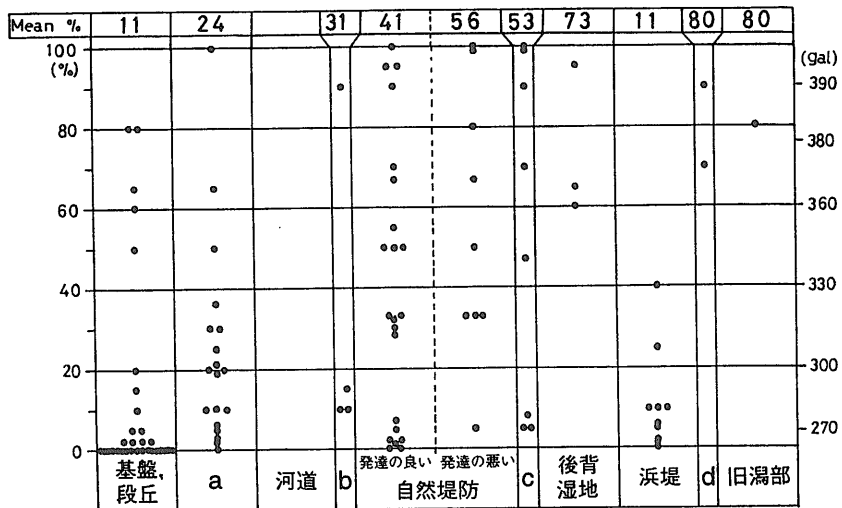 Mean % 11 24 31 41 56 53 73 11 80 80
100 (gal)
(%) 390
80 380
60 360
40 330
20 300
270
0
発達の良い 発達の悪い
基盤, 段丘 a 河道 b 自然堤防 c 後背湿地 浜堤 d 旧潟部